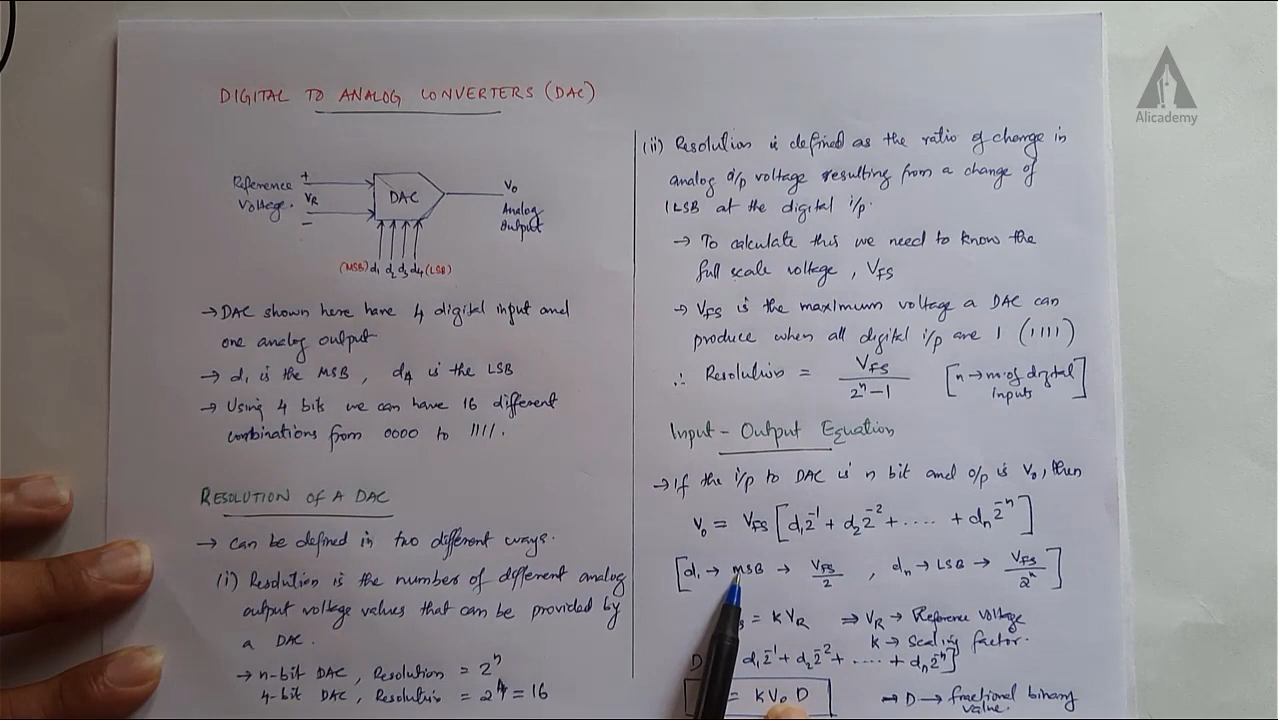 DIGITAL TO ANALOG CONVERTERS (DAC)
Reference
Voltage.
+
VR
-
DAC
V0
Analog
Output
(MSB) d1 d2 d3 d4 (LSB)
→ DAC shown here have 4 digital input and
one analog output
→ d1 is the MSB, d4 is the LSB
→ Using 4 bits we can have 16 different
combinations from 0000 to 1111.
RESOLUTION OF A DAC
→ can be defined in two different ways.
(i) Resolution is the number of different analog
output voltage values that can be provided by
a DAC.
→ n-bit DAC, Resolution = 2^n
4-bit DAC, Resolution = 2^4 = 16
(ii) Resolution is defined as the ratio of change in
analog o/p voltage resulting from a change of
1 LSB at the digital i/p.
→ To calculate this we need to know the
full scale voltage, VFS
→ VFS is the maximum voltage a DAC can
produce when all digital i/p are 1 (1111)
∴ Resolution = VFS / 2^n - 1 [n → no. of digital
inputs]
Input - Output Equation
→ If the i/p to DAC is n bit and o/p is V0, then
V0 = VFS [d1 2^-1 + d2 2^-2 + ..... + dn 2^-n]
[d1 → MSB → VFS/2 , dn → LSB → VFS/2^n]
= KVR ⇒ VR → Reference voltage
K → Scaling factor.
D d1 2^-1 + d2 2^-2 + ..... + dn 2^-n]
= KV0 D → D → fractional binary
value.
Alicademy